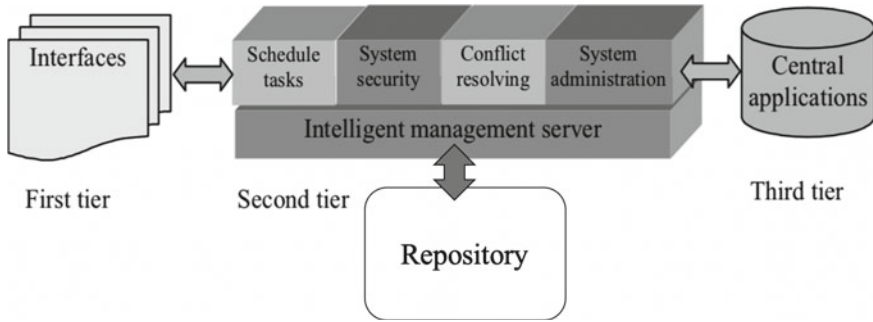 Interfaces
Schedule
tasks
System
security
Conflict
resolving
System
administration
Central
applications
Intelligent management server
First tier
Second tier
Third tier
Repository